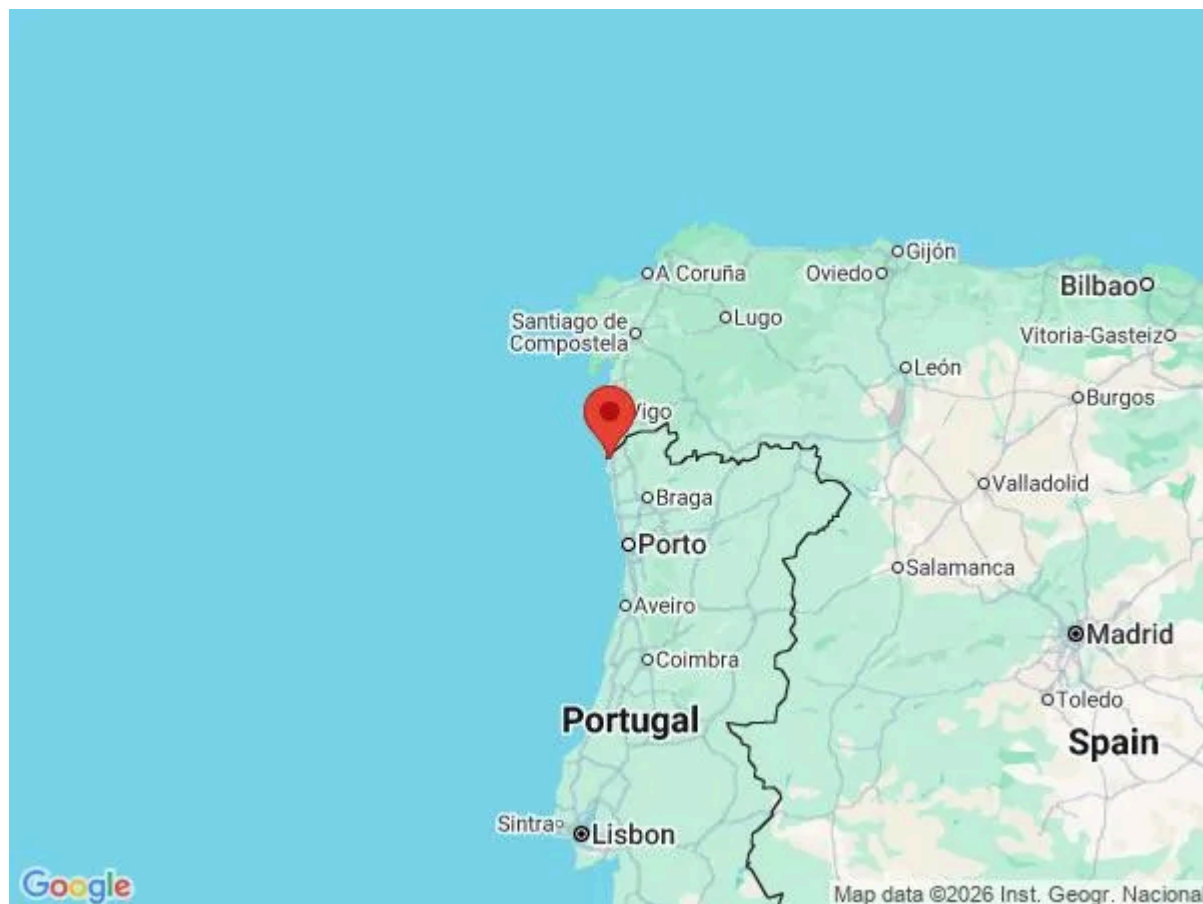 Gijón
A Coruña
Oviedo
Bilbao
Lugo
Santiago de
Compostela
Vitoria-Gasteiz
León
Burgos
Vigo
Valladolid
Braga
Porto
Salamanca
Aveiro
Madrid
Coimbra
Toledo
Portugal
Spain
Sintra
Lisbon
Google
Map data ©2026 Inst. Geogr. Nacional